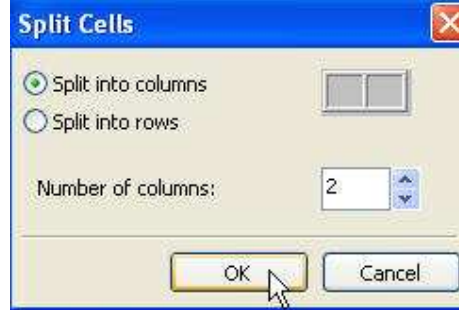 Split Cells
Split into columns
Split into rows
Number of columns: 2
OK Cancel